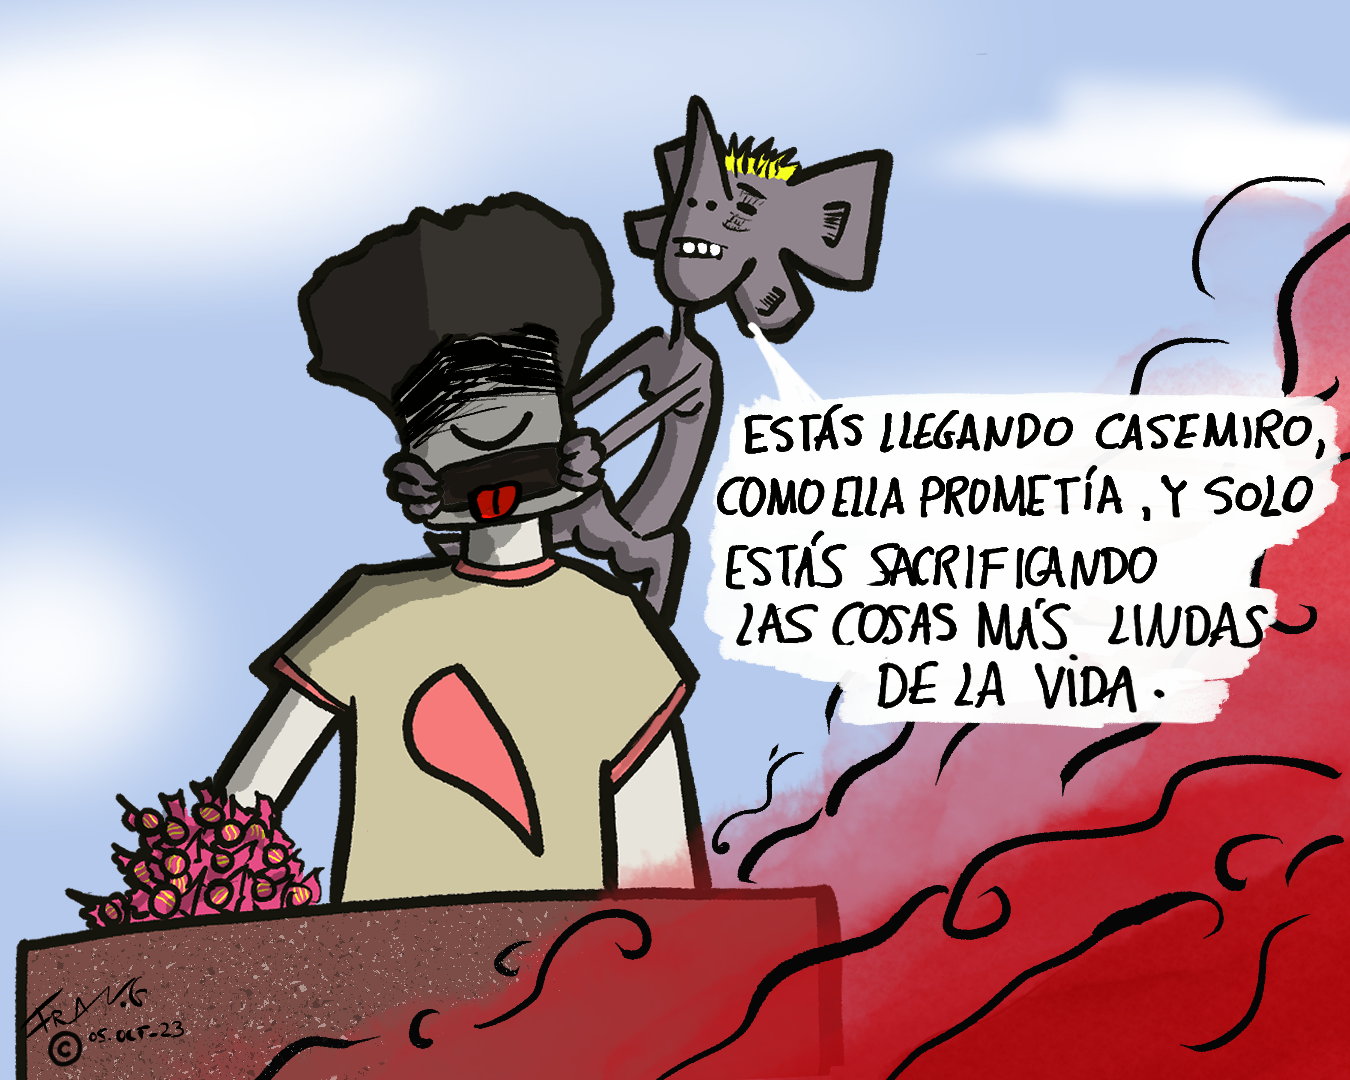 ESTÁS LLEGANDO CASEMIRO,
COMO ELLA PROMETÍA, Y SOLO
ESTÁS SACRIFICANDO
LAS COSAS MÁS LINDAS
DE LA VIDA.
FRAN.G
© 05-OCT-23